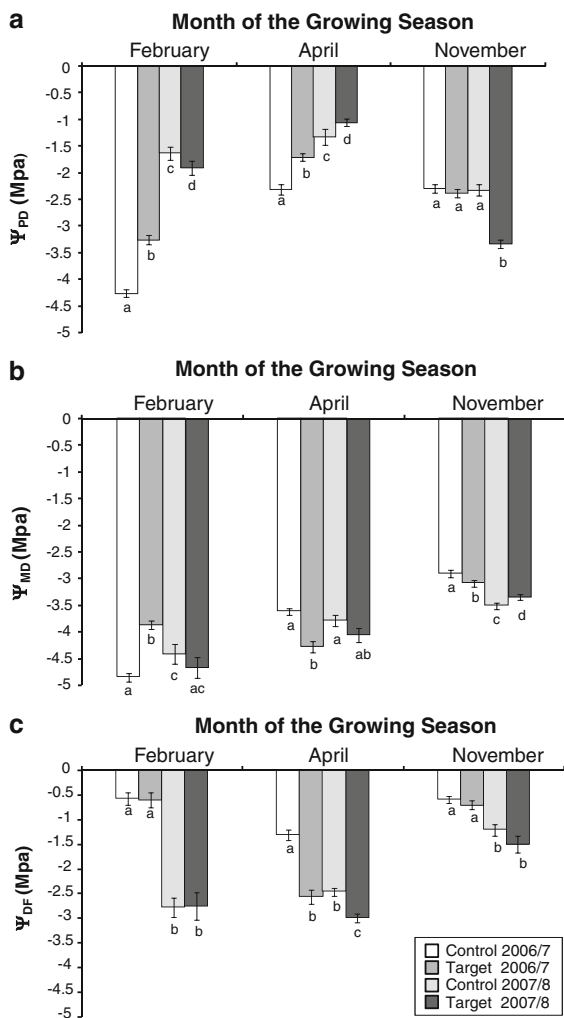 a
Month of the Growing Season
February April November
0
-0.5
-1
-1.5
-2
-2.5
-3
-3.5
-4
-4.5
-5
ΨPD (Mpa)
a b c d
a b c d
a a a b
b
Month of the Growing Season
February April November
0
-0.5
-1
-1.5
-2
-2.5
-3
-3.5
-4
-4.5
-5
ΨMD (Mpa)
a b c ac
a b a ab
a b c d
c
Month of the Growing Season
February April November
0
-0.5
-1
-1.5
-2
-2.5
-3
-3.5
-4
-4.5
-5
ΨDF (Mpa)
a a b b
a b b c
a a b b
Control 2006/7
Target 2006/7
Control 2007/8
Target 2007/8